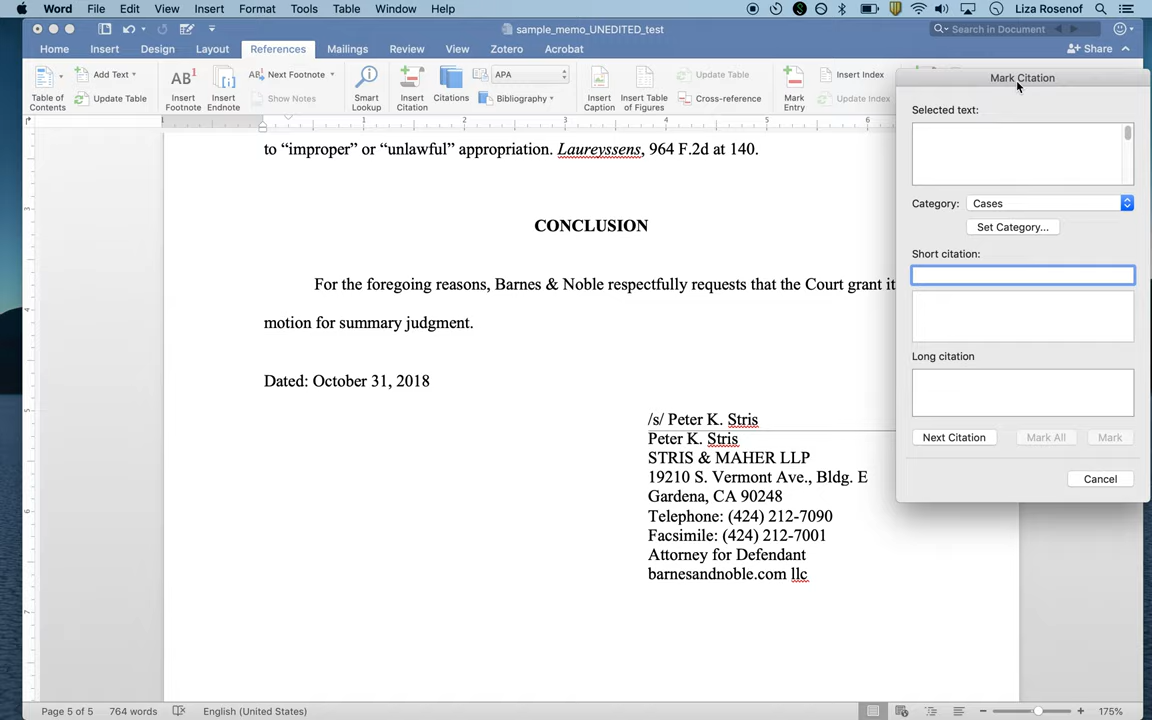 Word File Edit View Insert Format Tools Table Window Help Liza Rosenof
sample_memo_UNEDITED_test Search in Document
Home Insert Design Layout References Mailings Review View Zotero Acrobat Share
Table of Contents
Add Text
Update Table
AB1 Insert Footnote
Insert Endnote
AB1 Next Footnote
Show Notes
Smart Lookup
Insert Citation
Citations
APA
Bibliography
Insert Caption
Insert Table of Figures
Update Table
Cross-reference
Mark Entry
Insert Index
Update Index
1 2 3 4 5 6
to “improper” or “unlawful” appropriation. Laureyssens, 964 F.2d at 140.
CONCLUSION
For the foregoing reasons, Barnes & Noble respectfully requests that the Court grant it
motion for summary judgment.
Dated: October 31, 2018
/s/ Peter K. Stris
Peter K. Stris
STRIS & MAHER LLP
19210 S. Vermont Ave., Bldg. E
Gardena, CA 90248
Telephone: (424) 212-7090
Facsimile: (424) 212-7001
Attorney for Defendant
barnesandnoble.com llc
Mark Citation
Selected text:
Category: Cases
Set Category...
Short citation:
Long citation
Next Citation Mark All Mark
Cancel
Page 5 of 5 764 words English (United States) 175%